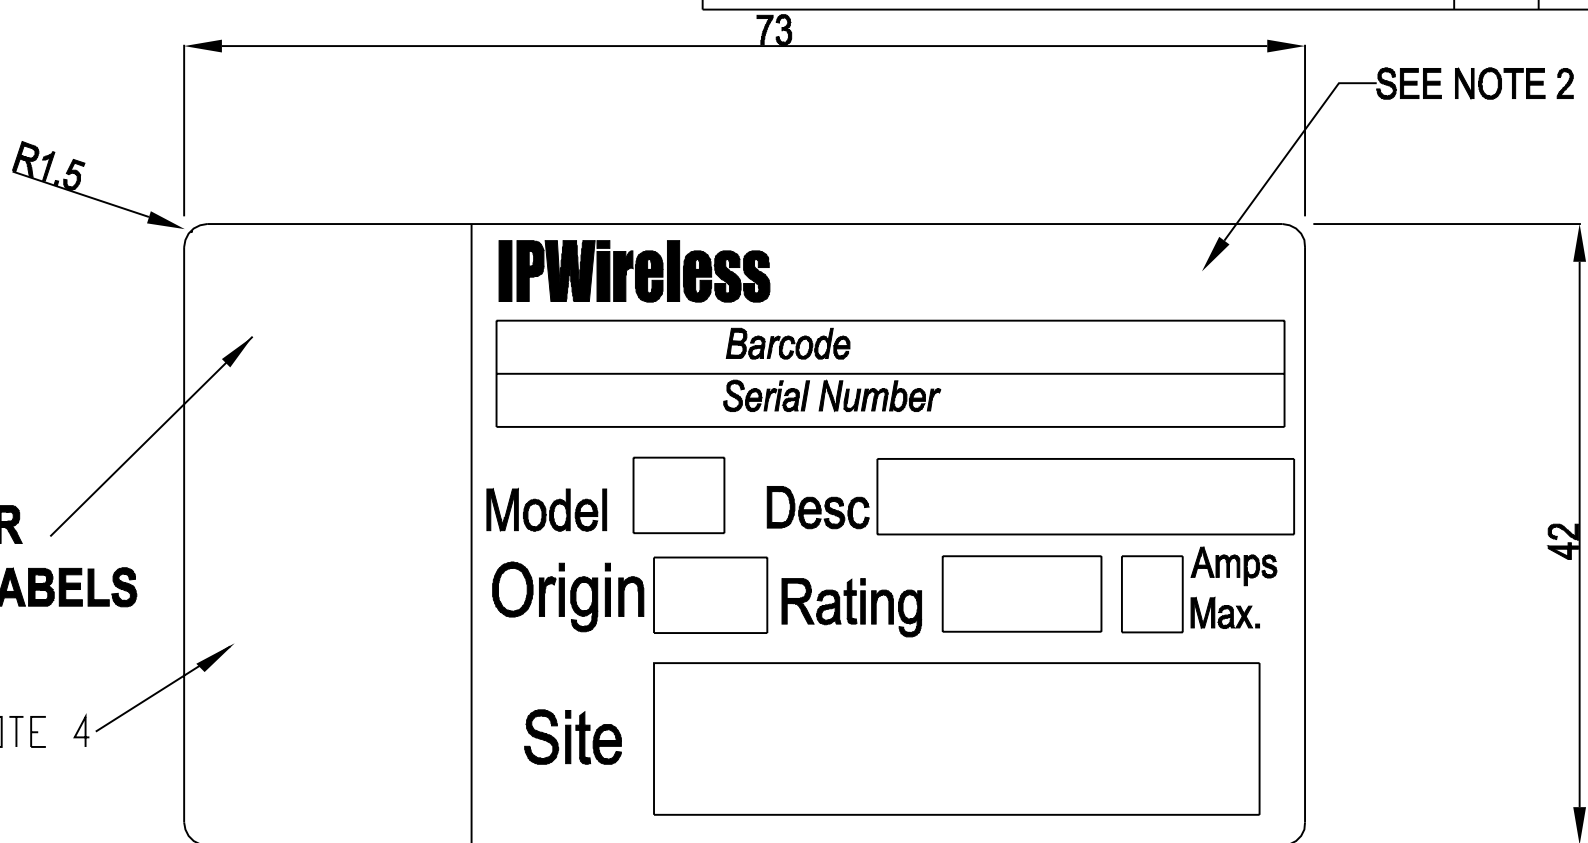 73
SEE NOTE 2
R1.5
IPWireless
Barcode
Serial Number
Model
Desc
R
ABELS
Origin
Rating
Amps
Max.
42
OTE 4
Site